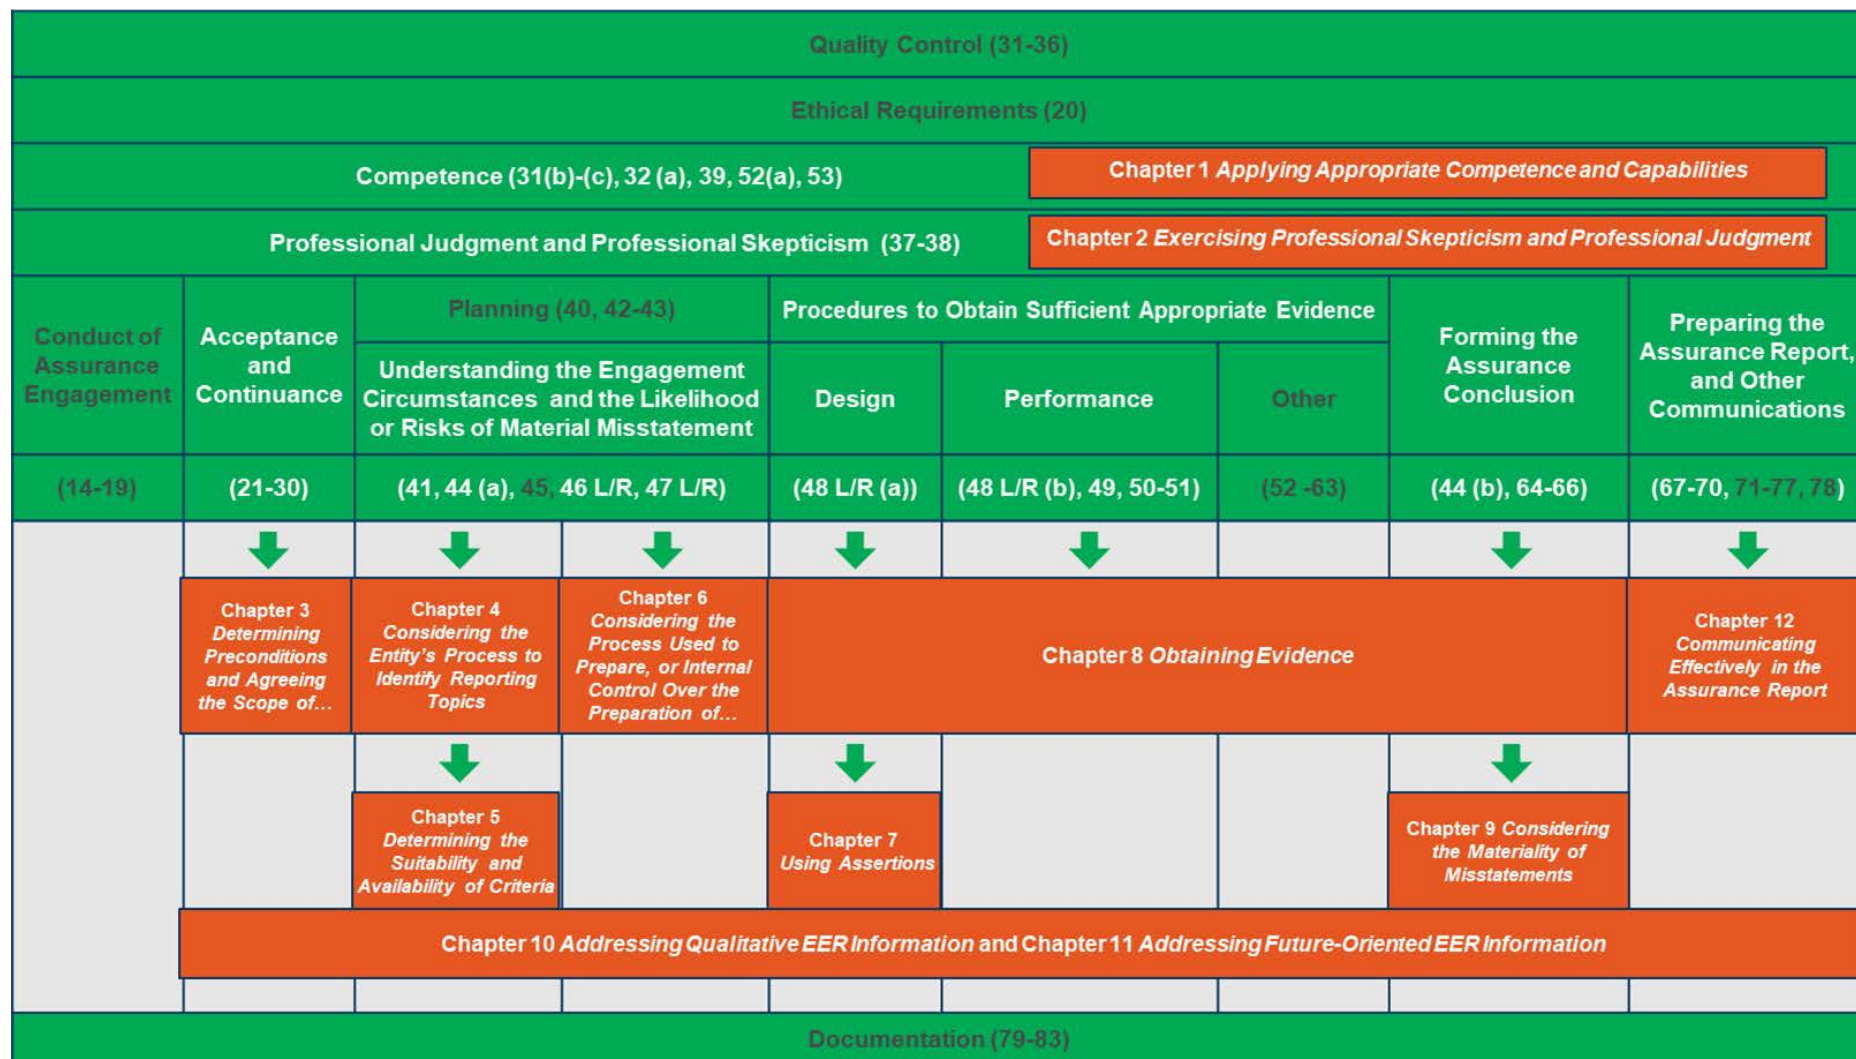 Quality Control (31-36)
Ethical Requirements (20)
Competence (31(b)-(c), 32 (a), 39, 52(a), 53)
Chapter 1 Applying Appropriate Competence and Capabilities
Professional Judgment and Professional Skepticism (37-38)
Chapter 2 Exercising Professional Skepticism and Professional Judgment
Conduct of
Assurance
Engagement
Acceptance
and
Continuance
Planning (40, 42-43)
Understanding the Engagement
Circumstances and the Likelihood
or Risks of Material Misstatement
Procedures to Obtain Sufficient Appropriate Evidence
Design
Performance
Other
Forming the
Assurance
Conclusion
Preparing the
Assurance Report,
and Other
Communications
(14-19)
(21-30)
(41, 44 (a), 45, 46 L/R, 47 L/R)
(48 L/R (a))
(48 L/R (b), 49, 50-51)
(52 -63)
(44 (b), 64-66)
(67-70, 71-77, 78)
Chapter 3
Determining
Preconditions
and Agreeing
the Scope of…
Chapter 4
Considering the
Entity's Process to
Identify Reporting
Topics
Chapter 6
Considering the
Process Used to
Prepare, or Internal
Control Over the
Preparation of…
Chapter 8 Obtaining Evidence
Chapter 12
Communicating
Effectively in the
Assurance Report
Chapter 5
Determining the
Suitability and
Availability of Criteria
Chapter 7
Using Assertions
Chapter 9 Considering
the Materiality of
Misstatements
Chapter 10 Addressing Qualitative EER Information and Chapter 11 Addressing Future-Oriented EER Information
Documentation (79-83)